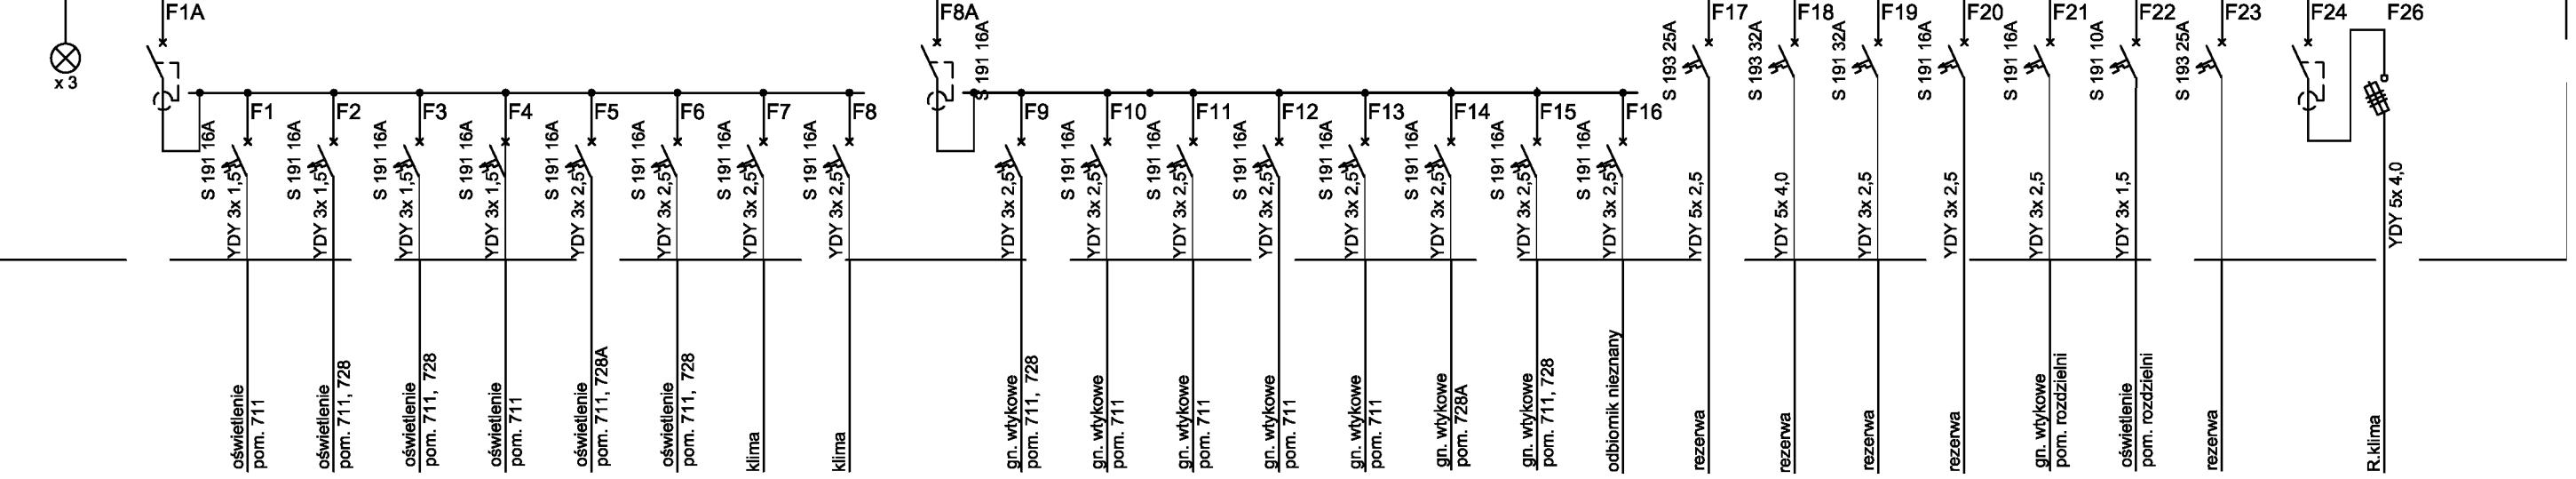 x 3
F1A
F1
S 191 16A
YDY 3x 1,5
oświetlenie
pom. 711
F2
S 191 16A
YDY 3x 1,5
oświetlenie
pom. 711, 728
F3
S 191 16A
YDY 3x 1,5
oświetlenie
pom. 711, 728
F4
S 191 16A
YDY 3x 1,5
oświetlenie
pom. 711
F5
S 191 16A
YDY 3x 2,5
oświetlenie
pom. 711, 728A
F6
S 191 16A
YDY 3x 2,5
oświetlenie
pom. 711, 728
F7
S 191 16A
YDY 3x 2,5
klima
F8
S 191 16A
YDY 3x 2,5
klima
F8A
S 191 16A
F9
YDY 3x 2,5
gn. wtykowe
pom. 711, 728
F10
S 191 16A
YDY 3x 2,5
gn. wtykowe
pom. 711
F11
S 191 16A
YDY 3x 2,5
gn. wtykowe
pom. 711
F12
S 191 16A
YDY 3x 2,5
gn. wtykowe
pom. 711
F13
S 191 16A
YDY 3x 2,5
gn. wtykowe
pom. 711
F14
S 191 16A
YDY 3x 2,5
gn. wtykowe
pom. 728A
F15
S 191 16A
YDY 3x 2,5
gn. wtykowe
pom. 711, 728
F16
S 191 16A
YDY 3x 2,5
odbiornik nieznany
F17
S 193 25A
YDY 5x 2,5
rezerwa
F18
S 193 32A
YDY 5x 4,0
rezerwa
F19
S 191 32A
YDY 3x 2,5
rezerwa
F20
S 191 16A
YDY 3x 2,5
rezerwa
F21
S 191 16A
YDY 3x 2,5
gn. wtykowe
pom. rozdzielni
F22
S 191 10A
YDY 3x 1,5
oświetlenie
pom. rozdzielni
F23
S 193 25A
rezerwa
F24
F26
YDY 5x 4,0
R.klima